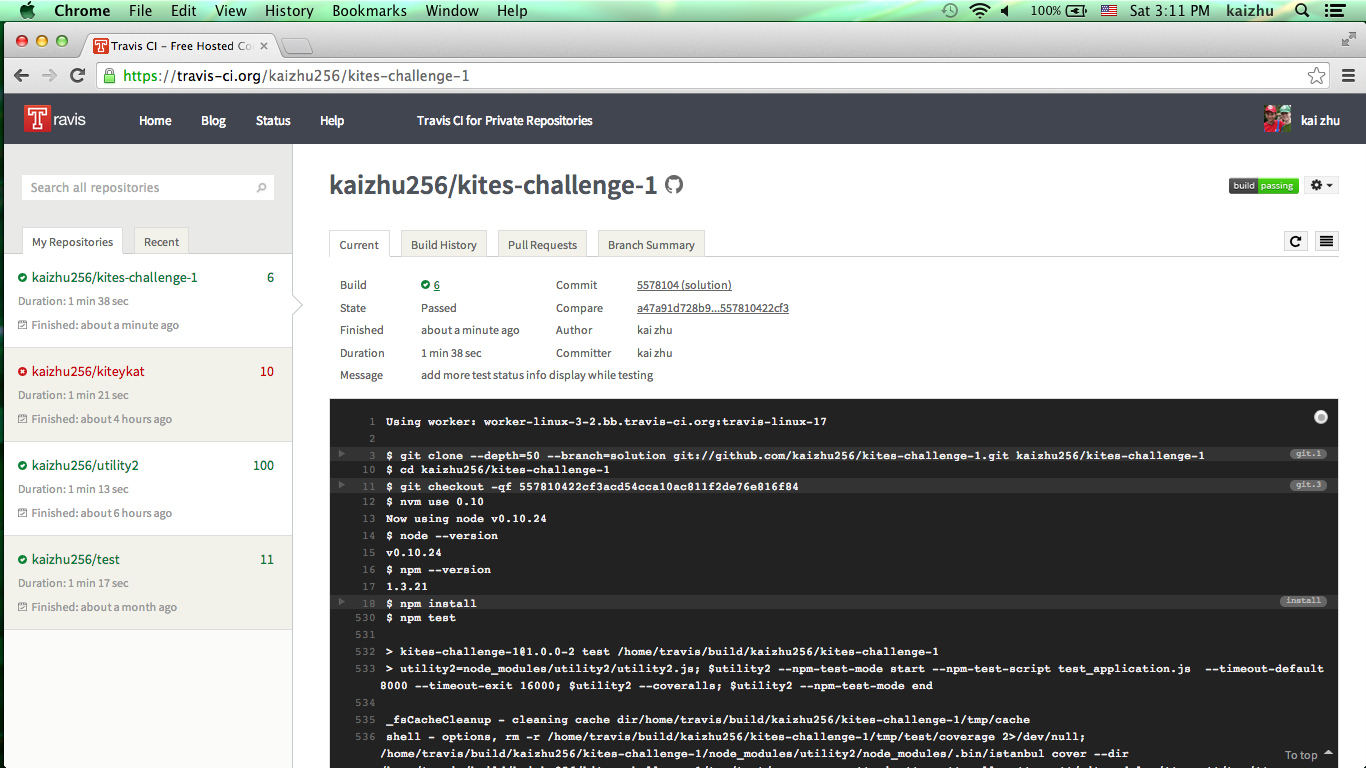 Chrome File Edit View History Bookmarks Window Help 100% Sat 3:11 PM kaizhu
Travis CI – Free Hosted Co
https://travis-ci.org/kaizhu256/kites-challenge-1
Travis Home Blog Status Help Travis CI for Private Repositories kai zhu
Search all repositories
My Repositories Recent
kaizhu256/kites-challenge-1 6
Duration: 1 min 38 sec
Finished: about a minute ago
kaizhu256/kiteykat 10
Duration: 1 min 21 sec
Finished: about 4 hours ago
kaizhu256/utility2 100
Duration: 1 min 13 sec
Finished: about 6 hours ago
kaizhu256/test 11
Duration: 1 min 17 sec
Finished: about a month ago
kaizhu256/kites-challenge-1
build passing
Current Build History Pull Requests Branch Summary
Build 6 Commit 5578104 (solution)
State Passed Compare a47a91d728b9...557810422cf3
Finished about a minute ago Author kai zhu
Duration 1 min 38 sec Committer kai zhu
Message add more test status info display while testing
1 Using worker: worker-linux-3-2.bb.travis-ci.org:travis-linux-17
2
3 $ git clone --depth=50 --branch=solution git://github.com/kaizhu256/kites-challenge-1.git kaizhu256/kites-challenge-1 git.1
10 $ cd kaizhu256/kites-challenge-1
11 $ git checkout -qf 557810422cf3acd54cca10ac811f2de76e816f84 git.3
12 $ nvm use 0.10
13 Now using node v0.10.24
14 $ node --version
15 v0.10.24
16 $ npm --version
17 1.3.21
18 $ npm install install
530 $ npm test
531
532 > kites-challenge-1@1.0.0-2 test /home/travis/build/kaizhu256/kites-challenge-1
533 > utility2=node_modules/utility2/utility2.js; $utility2 --npm-test-mode start --npm-test-script test_application.js --timeout-default
8000 --timeout-exit 16000; $utility2 --coveralls; $utility2 --npm-test-mode end
534
535 _fsCacheCleanup - cleaning cache dir/home/travis/build/kaizhu256/kites-challenge-1/tmp/cache
536 shell - options, rm -r /home/travis/build/kaizhu256/kites-challenge-1/tmp/test/coverage 2>/dev/null;
/home/travis/build/kaizhu256/kites-challenge-1/node_modules/utility2/node_modules/.bin/istanbul cover --dir
To top